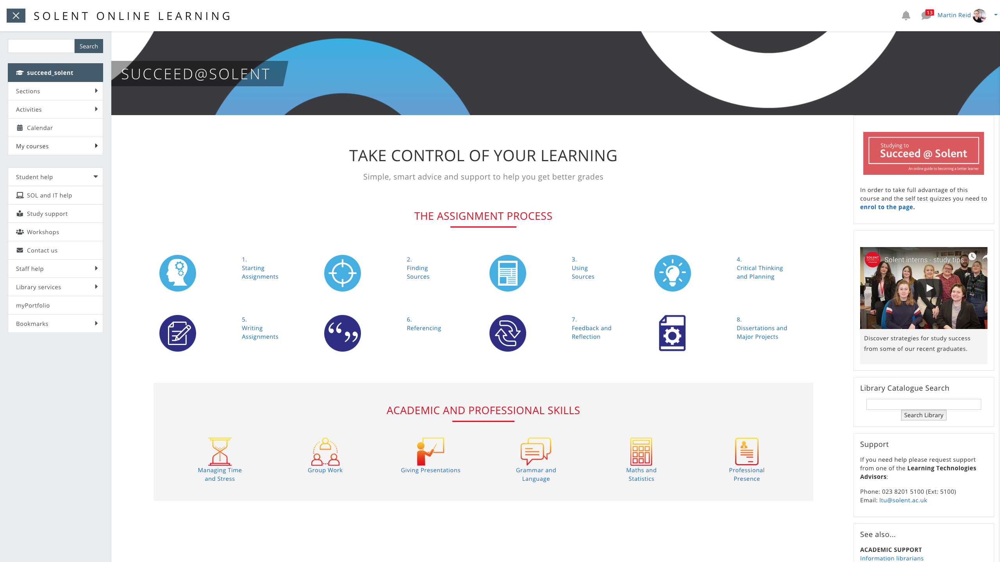 SOLENT ONLINE LEARNING
13
Martin Reid
Search
succeed_solent
Sections
Activities
Calendar
My courses
Student help
SOL and IT help
Study support
Workshops
Contact us
Staff help
Library services
myPortfolio
Bookmarks
SUCCEED@SOLENT
TAKE CONTROL OF YOUR LEARNING
Simple, smart advice and support to help you get better grades
THE ASSIGNMENT PROCESS
1.
Starting
Assignments
2.
Finding
Sources
3.
Using
Sources
4.
Critical Thinking
and Planning
5.
Writing
Assignments
6.
Referencing
7.
Feedback and
Reflection
8.
Dissertations and
Major Projects
ACADEMIC AND PROFESSIONAL SKILLS
Managing Time
and Stress
Group Work
Giving Presentations
Grammar and
Language
Maths and
Statistics
Professional
Presence
Studying to
Succeed @ Solent
An online guide to becoming a better learner
In order to take full advantage of this
course and the self test quizzes you need to
enrol to the page.
SOLENT
Solent interns - study tips
Discover strategies for study success
from some of our recent graduates.
Library Catalogue Search
Search Library
Support
If you need help please request support
from one of the Learning Technologies
Advisors:
Phone: 023 8201 5100 (Ext: 5100)
Email: ltu@solent.ac.uk
See also...
ACADEMIC SUPPORT
Information librarians